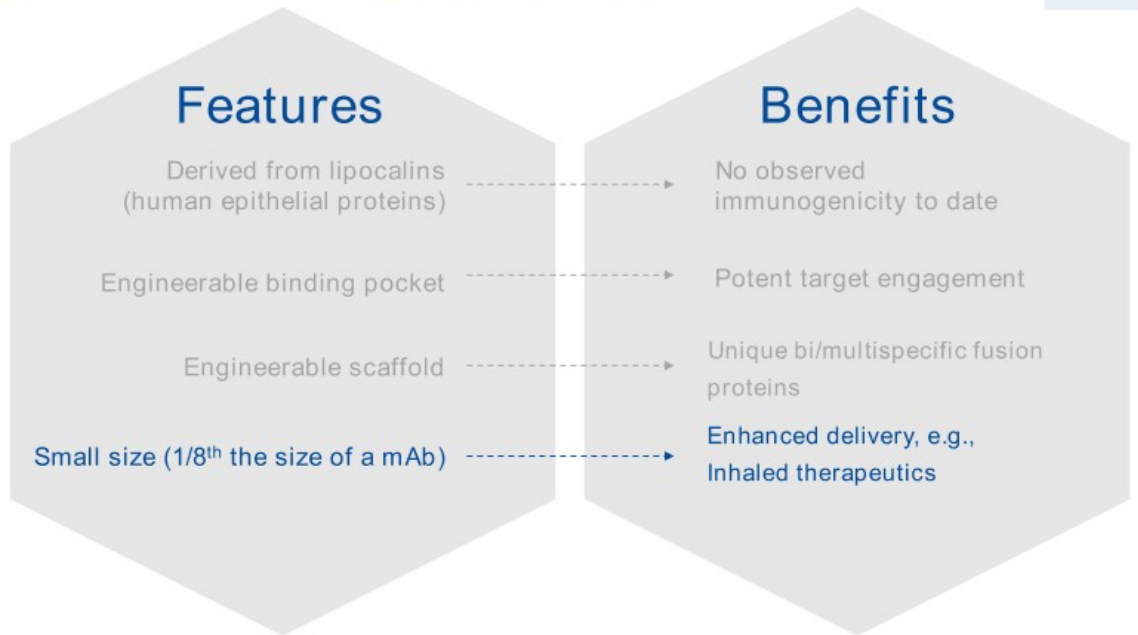 Features
Benefits
Derived from lipocalins
(human epithelial proteins)
No observed
immunogenicity to date
Engineerable binding pocket
Potent target engagement
Engineerable scaffold
Unique bi/multispecific fusion
proteins
Small size (1/8th the size of a mAb)
Enhanced delivery, e.g.,
Inhaled therapeutics